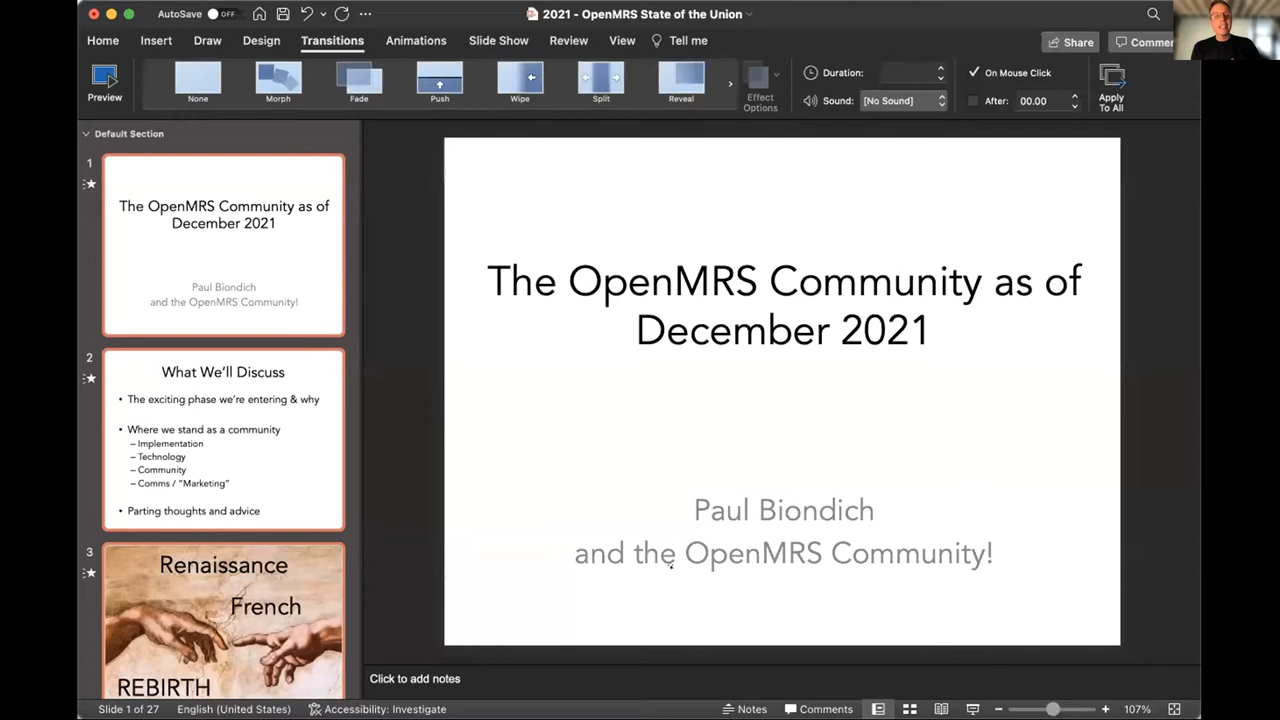 AutoSave OFF
2021 - OpenMRS State of the Union
Home Insert Draw Design Transitions Animations Slide Show Review View Tell me
Share
Commen
Preview
None
Morph
Fade
Push
Wipe
Split
Reveal
Effect
Options
Duration:
Sound: [No Sound]
On Mouse Click
After: 00.00
Apply
To All
Default Section
1
The OpenMRS Community as of
December 2021
Paul Biondich
and the OpenMRS Community!
2
What We'll Discuss
• The exciting phase we're entering & why
• Where we stand as a community
– Implementation
– Technology
– Community
– Comms / "Marketing"
• Parting thoughts and advice
3
Renaissance
French
REBIRTH
The OpenMRS Community as of
December 2021
Paul Biondich
and the OpenMRS Community!
Click to add notes
Slide 1 of 27 English (United States) Accessibility: Investigate
Notes Comments 107%